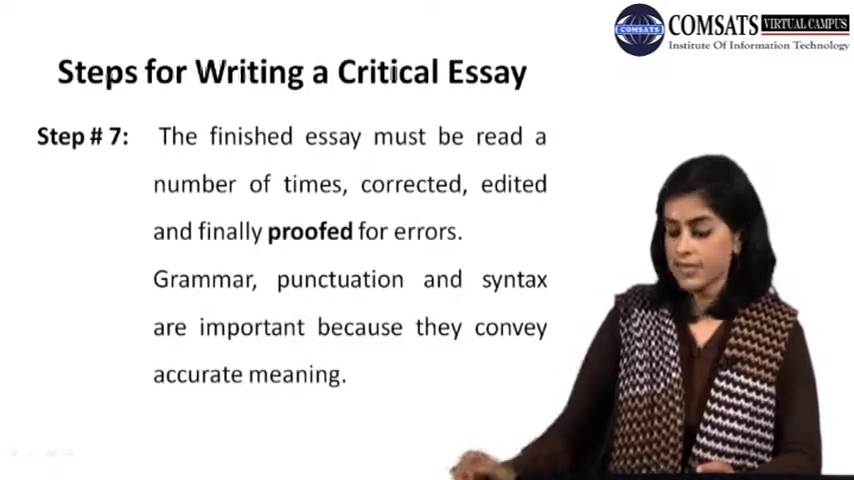 COMSATS VIRTUAL CAMPUS
Institute Of Information Technology
COMSATS
Steps for Writing a Critical Essay
Step # 7: The finished essay must be read a
number of times, corrected, edited
and finally proofed for errors.
Grammar, punctuation and syntax
are important because they convey
accurate meaning.